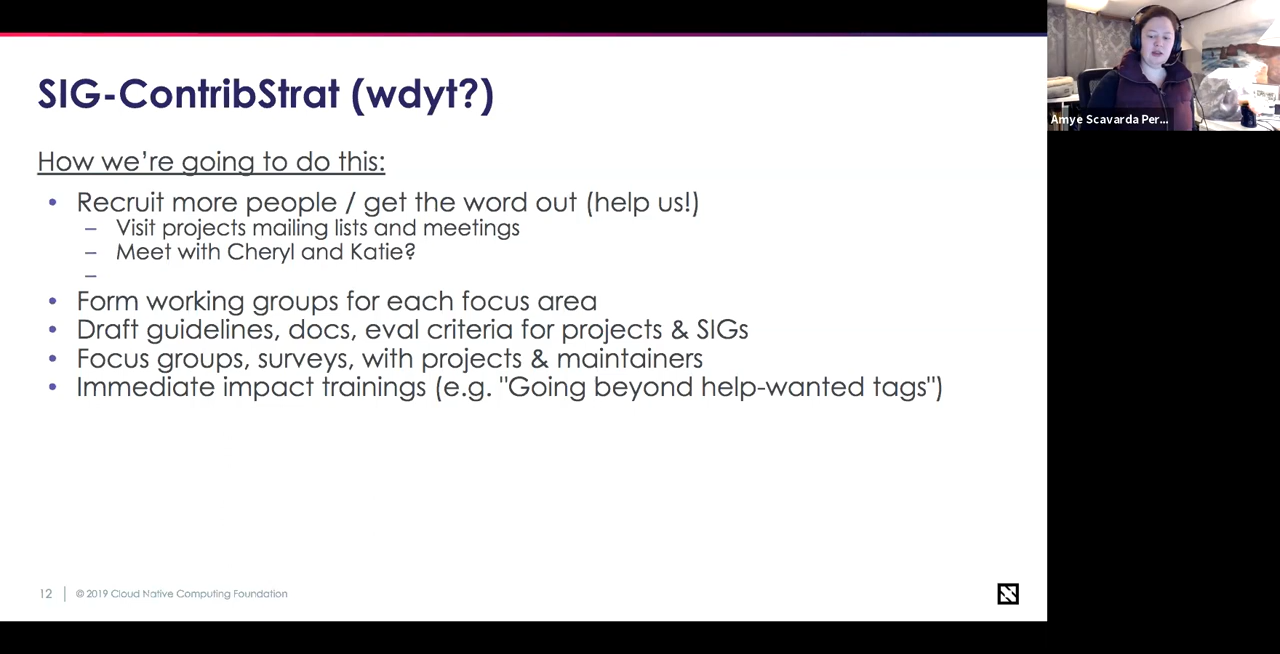 SIG-ContribStrat (wdyt?)
Amye Scavarda Per...
How we're going to do this:
• Recruit more people / get the word out (help us!)
– Visit projects mailing lists and meetings
– Meet with Cheryl and Katie?
–
• Form working groups for each focus area
• Draft guidelines, docs, eval criteria for projects & SIGs
• Focus groups, surveys, with projects & maintainers
• Immediate impact trainings (e.g. "Going beyond help-wanted tags")
12 | © 2019 Cloud Native Computing Foundation